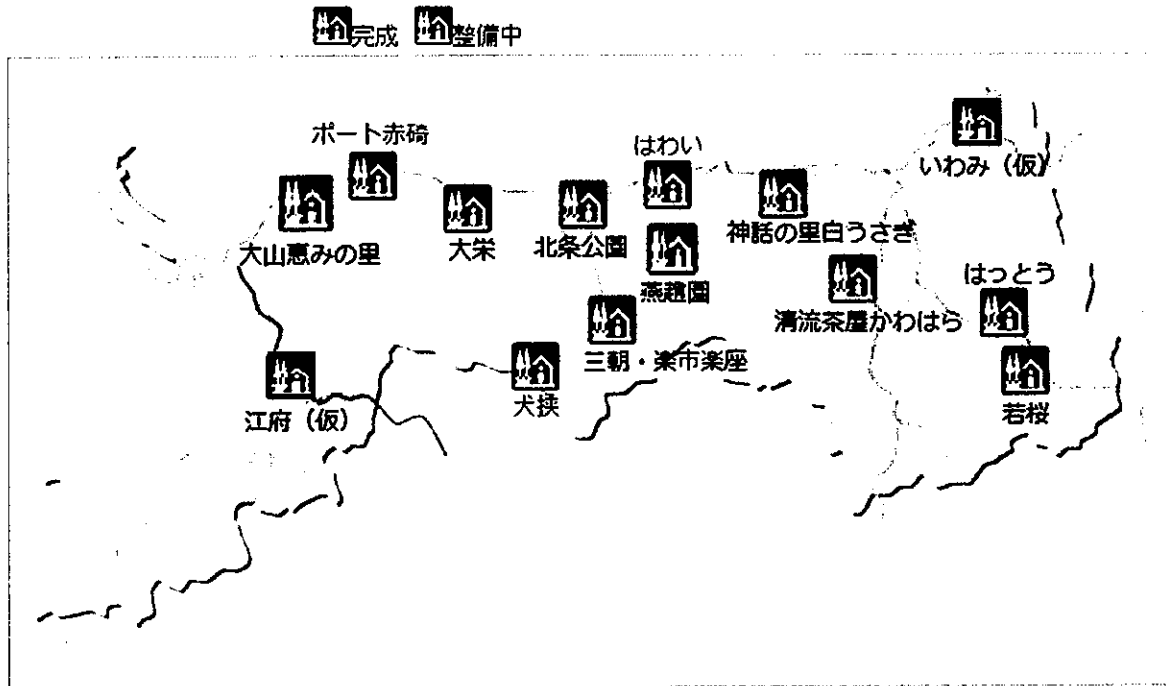 完成 整備中
ポート赤碕
はわい
いわみ（仮）
大山恵みの里
大栄
北条公園
神話の里白うさぎ
燕趙園
はっとう
清流茶屋かわはら
三朝・楽市楽座
江府（仮）
犬挟
若桜